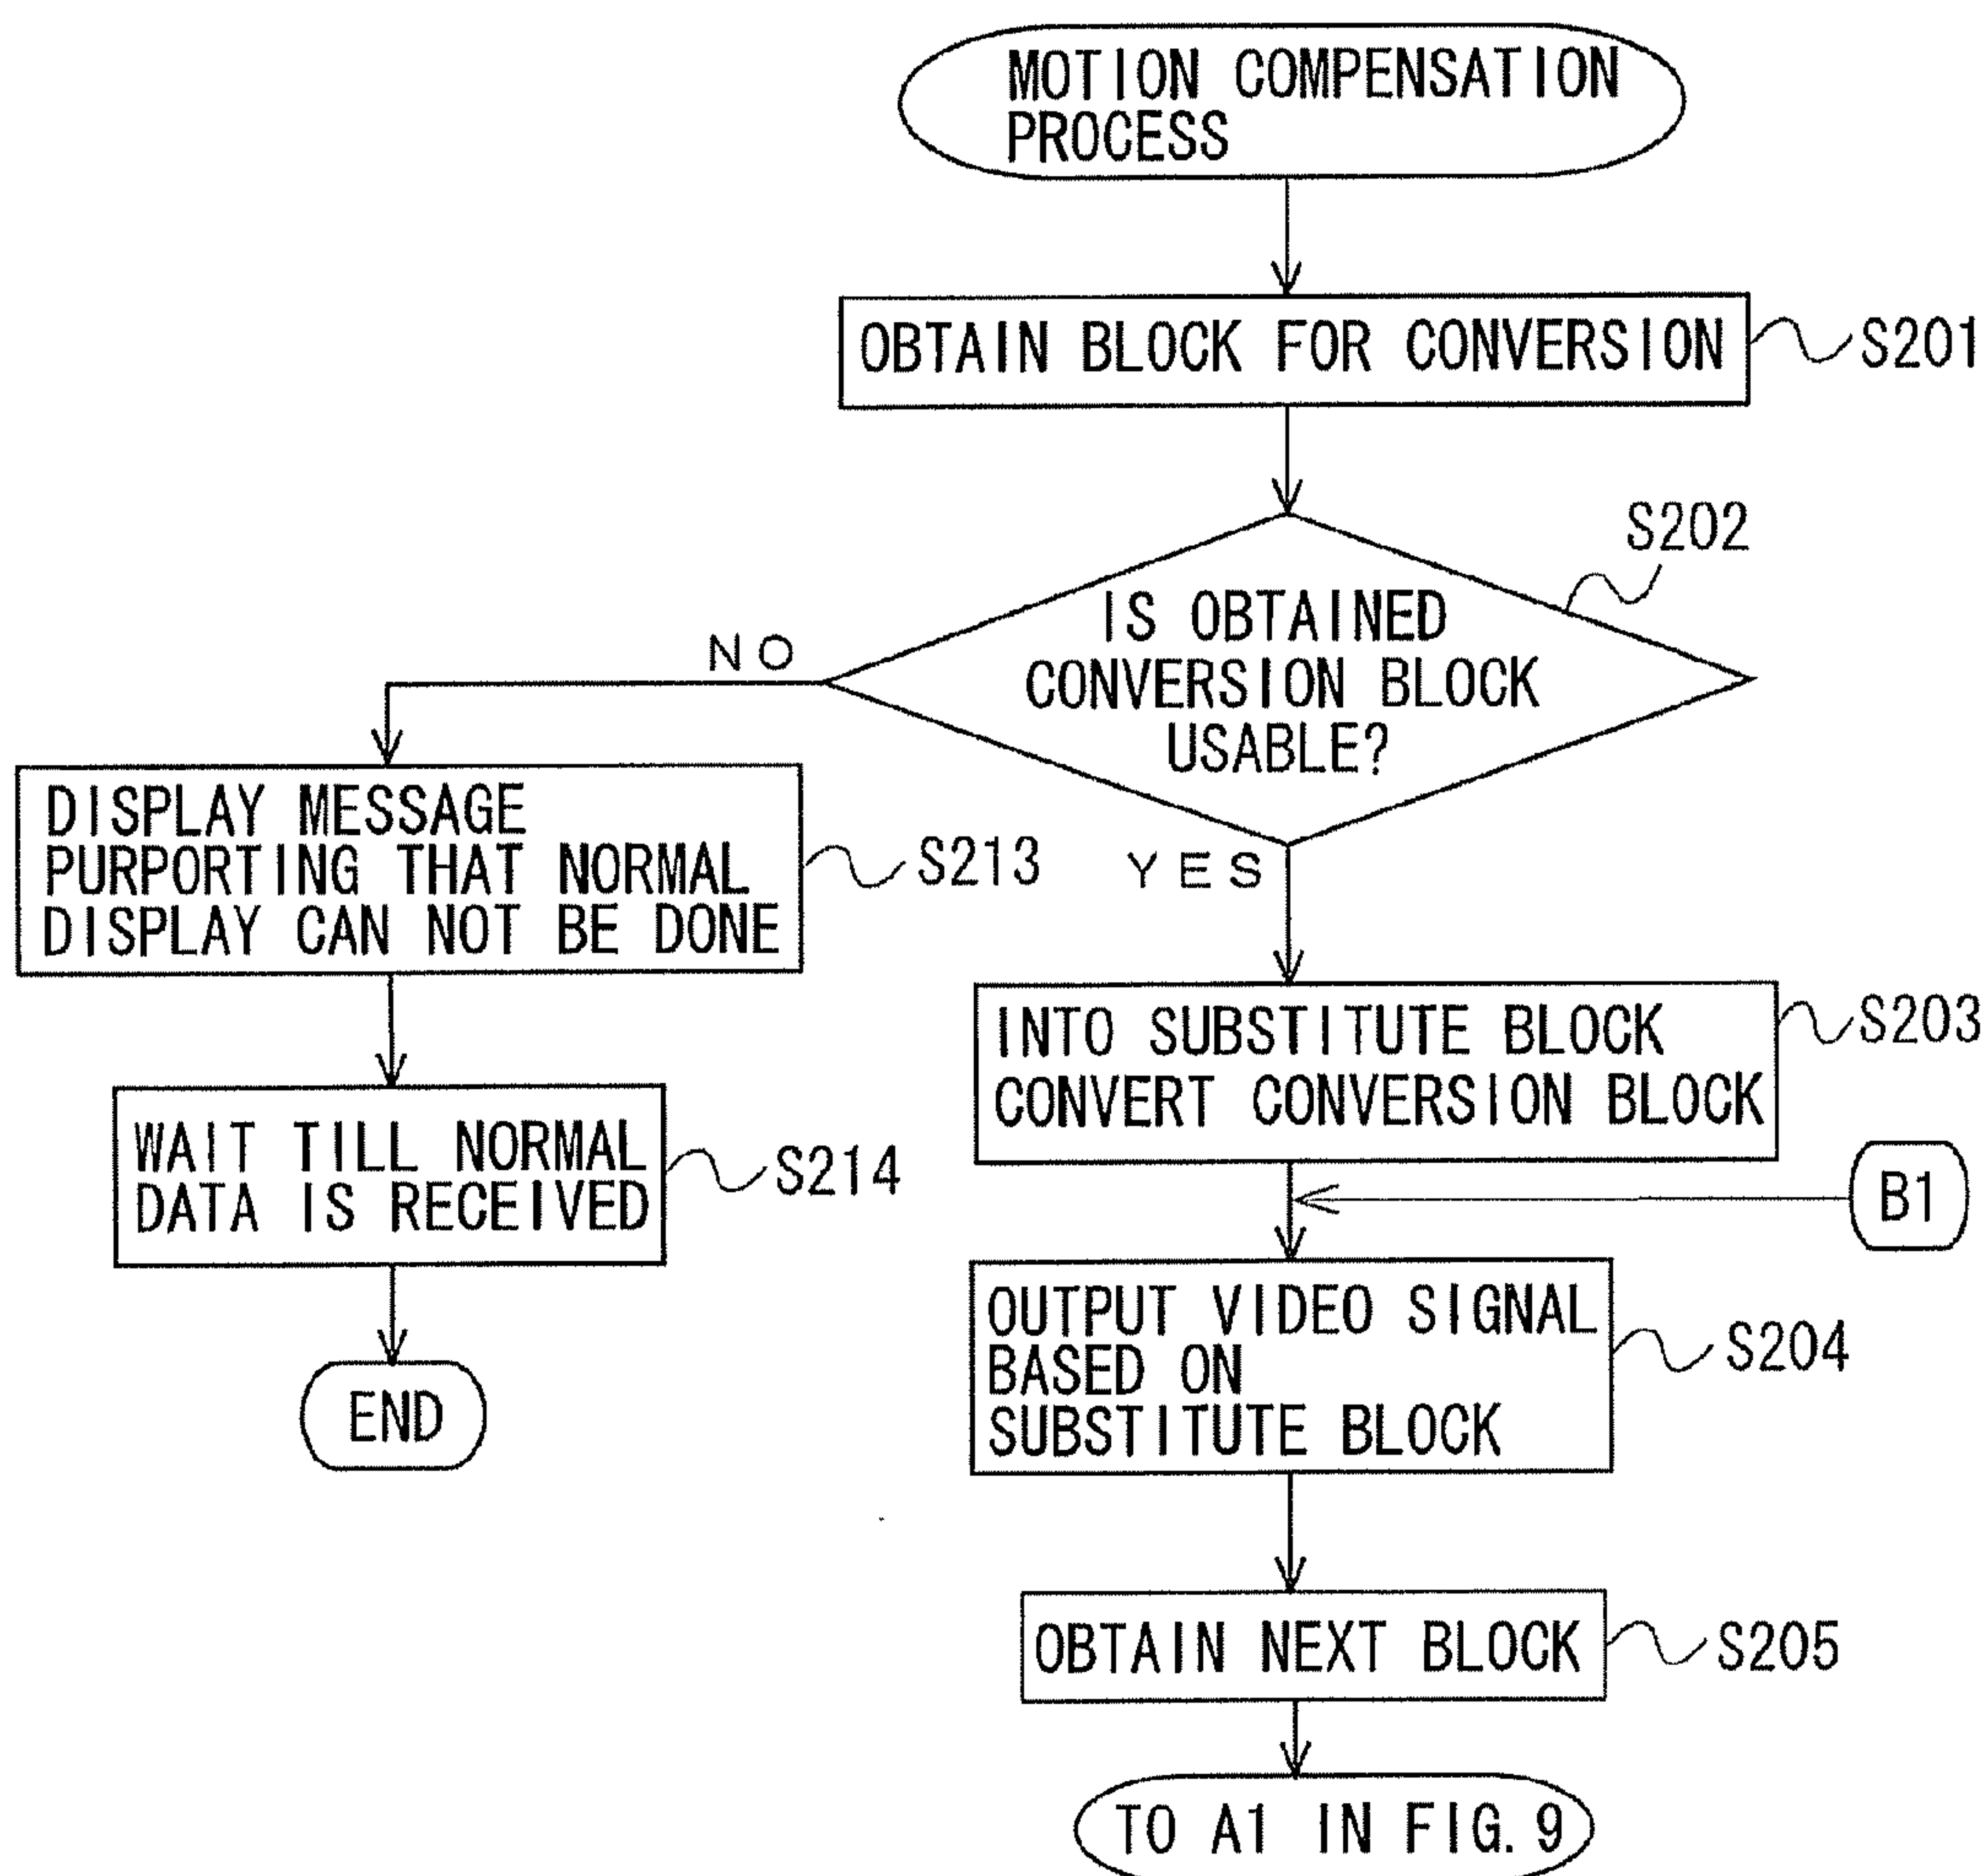 MOTION COMPENSATION
PROCESS
OBTAIN BLOCK FOR CONVERSION
S201
S202
IS OBTAINED
CONVERSION BLOCK
USABLE?
NO
YES
DISPLAY MESSAGE
PURPORTING THAT NORMAL
DISPLAY CAN NOT BE DONE
S213
WAIT TILL NORMAL
DATA IS RECEIVED
S214
END
INTO SUBSTITUTE BLOCK
CONVERT CONVERSION BLOCK
S203
B1
OUTPUT VIDEO SIGNAL
BASED ON
SUBSTITUTE BLOCK
S204
OBTAIN NEXT BLOCK
S205
TO A1 IN FIG. 9